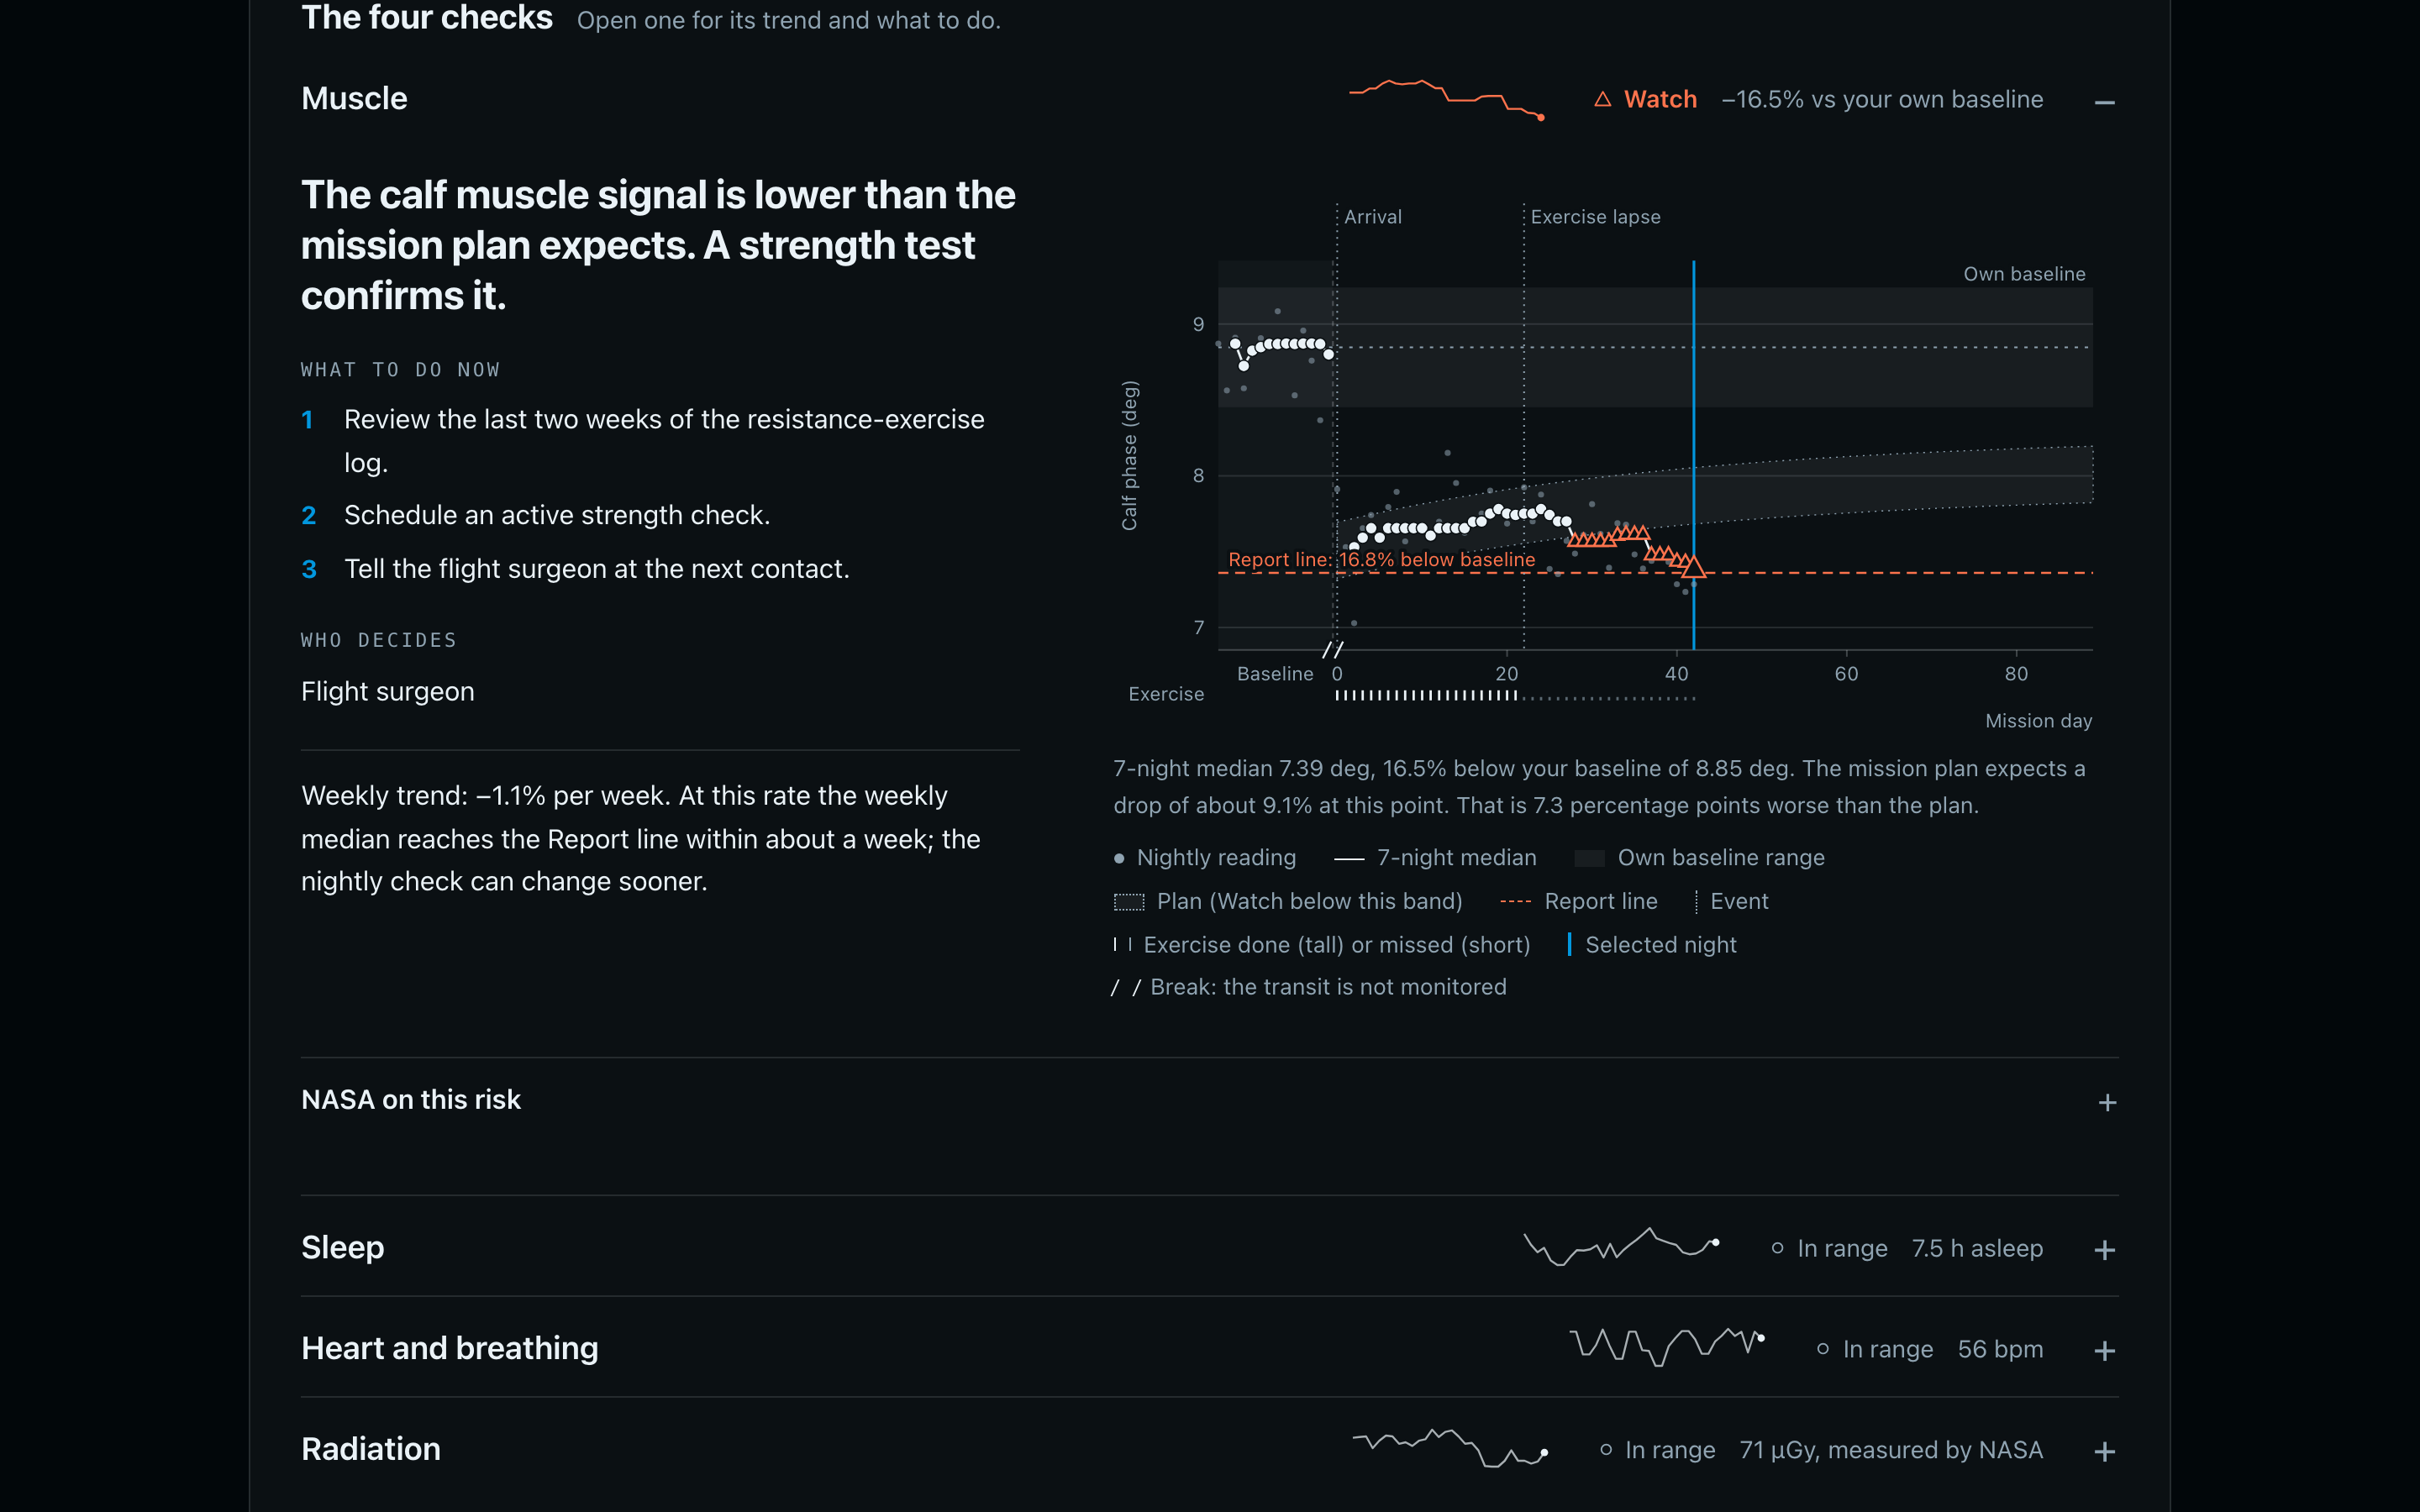 The four checks Open one for its trend and what to do.
Muscle
Watch –16.5% vs your own baseline
The calf muscle signal is lower than the
mission plan expects. A strength test
confirms it.
WHAT TO DO NOW
1 Review the last two weeks of the resistance-exercise
log.
2 Schedule an active strength check.
3 Tell the flight surgeon at the next contact.
WHO DECIDES
Flight surgeon
Weekly trend: –1.1% per week. At this rate the weekly
median reaches the Report line within about a week; the
nightly check can change sooner.
Arrival Exercise lapse
Own baseline
9
8
7
Calf phase (deg)
Report line: 16.8% below baseline
Baseline 0 20 40 60 80
Exercise
Mission day
7-night median 7.39 deg, 16.5% below your baseline of 8.85 deg. The mission plan expects a
drop of about 9.1% at this point. That is 7.3 percentage points worse than the plan.
Nightly reading 7-night median Own baseline range
Plan (Watch below this band) Report line Event
Exercise done (tall) or missed (short) Selected night
Break: the transit is not monitored
NASA on this risk
Sleep In range 7.5 h asleep
Heart and breathing In range 56 bpm
Radiation In range 71 μGy, measured by NASA